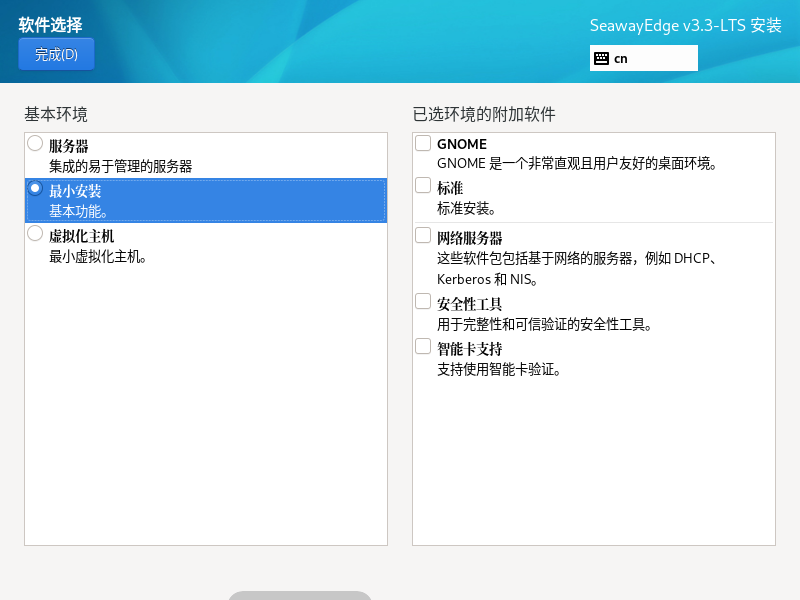 软件选择
SeawayEdge v3.3-LTS 安装
完成(D)
cn
基本环境
已选环境的附加软件
服务器
集成的易于管理的服务器
最小安装
基本功能。
虚拟化主机
最小虚拟化主机。
GNOME
GNOME 是一个非常直观且用户友好的桌面环境。
标准
标准安装。
网络服务器
这些软件包包括基于网络的服务器，例如 DHCP、
Kerberos 和 NIS。
安全性工具
用于完整性和可信验证的安全性工具。
智能卡支持
支持使用智能卡验证。